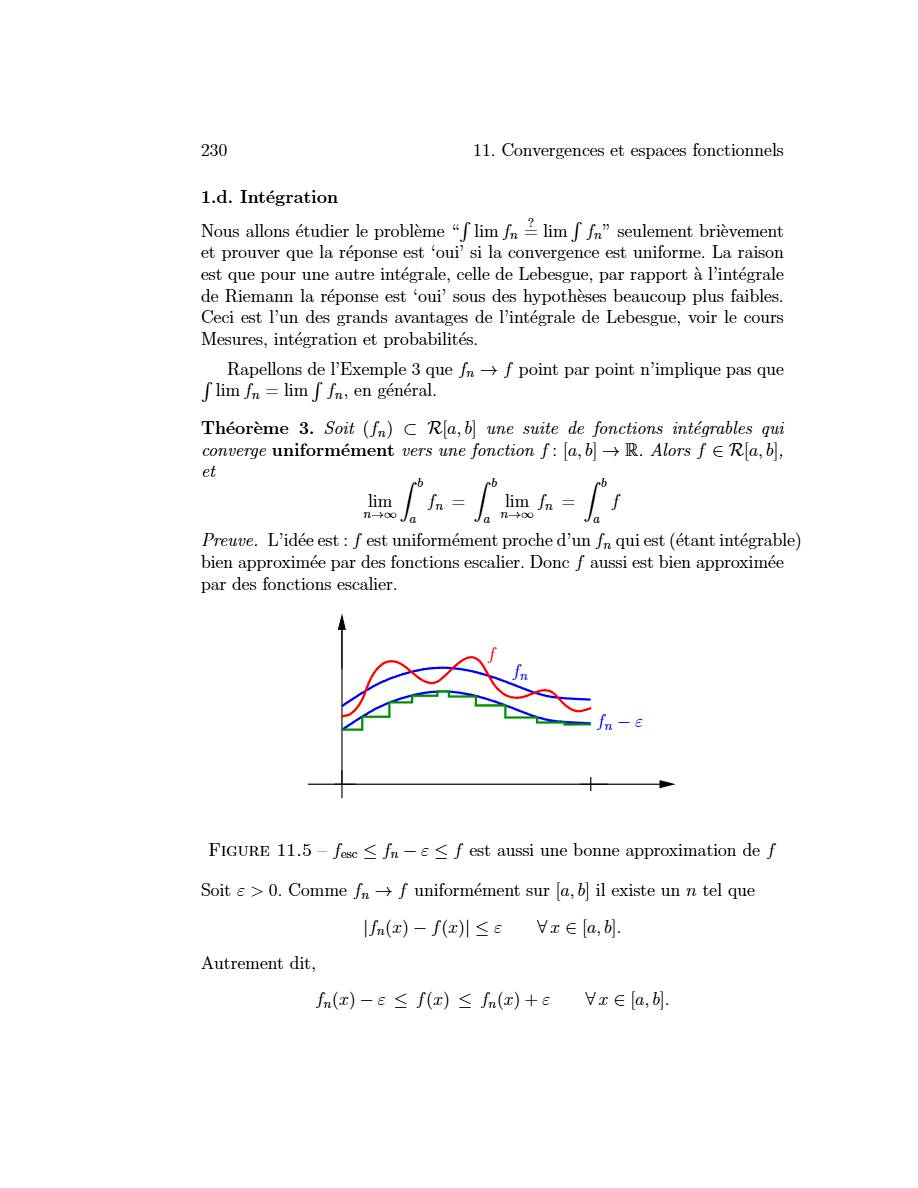 230 11. Convergences et espaces fonctionnels
1.d. Intégration
Nous allons étudier le problème “∫ lim fₙ ≟ lim ∫ fₙ” seulement brièvement
et prouver que la réponse est ‘oui’ si la convergence est uniforme. La raison
est que pour une autre intégrale, celle de Lebesgue, par rapport à l’intégrale
de Riemann la réponse est ‘oui’ sous des hypothèses beaucoup plus faibles.
Ceci est l’un des grands avantages de l’intégrale de Lebesgue, voir le cours
Mesures, intégration et probabilités.
Rapellons de l’Exemple 3 que fₙ → f point par point n’implique pas que
∫ lim fₙ = lim ∫ fₙ, en général.
Théorème 3. Soit (fₙ) ⊂ ℛ[a, b] une suite de fonctions intégrables qui
converge uniformément vers une fonction f : [a, b] → ℝ. Alors f ∈ ℛ[a, b],
et
lim_{n→∞} ∫_a^b fₙ = ∫_a^b lim_{n→∞} fₙ = ∫_a^b f
Preuve. L’idée est : f est uniformément proche d’un fₙ qui est (étant intégrable)
bien approximée par des fonctions escalier. Donc f aussi est bien approximée
par des fonctions escalier.
f
fₙ
fₙ − ε
Figure 11.5 – f_esc ≤ fₙ − ε ≤ f est aussi une bonne approximation de f
Soit ε > 0. Comme fₙ → f uniformément sur [a, b] il existe un n tel que
|fₙ(x) − f(x)| ≤ ε ∀ x ∈ [a, b].
Autrement dit,
fₙ(x) − ε ≤ f(x) ≤ fₙ(x) + ε ∀ x ∈ [a, b].